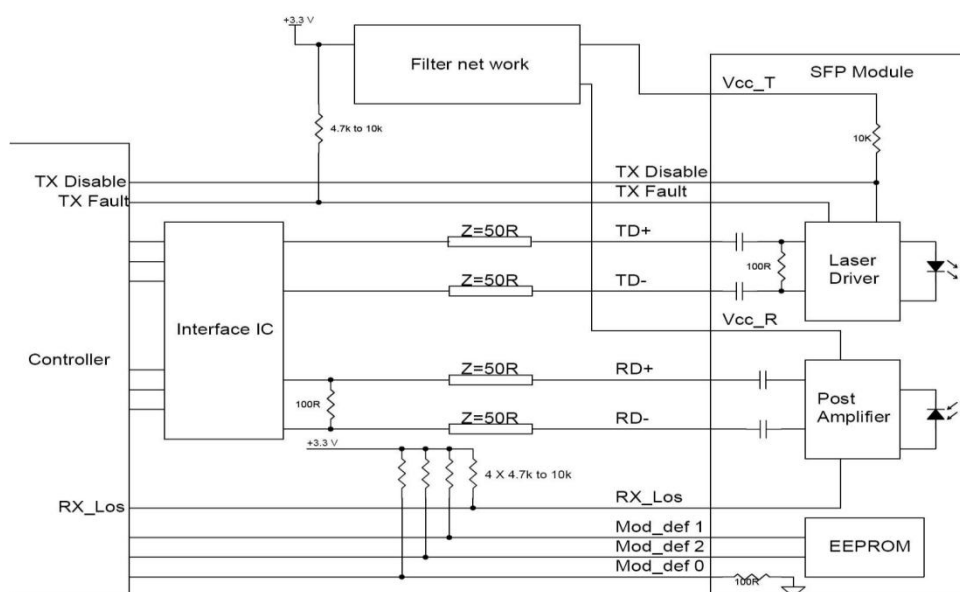 +3.3 V
Filter net work
SFP Module
Vcc_T
4.7k to 10k
10K
TX Disable
TX Disable
TX Fault
TX Fault
Z=50R
TD+
Laser
Driver
100R
Z=50R
TD-
Interface IC
Vcc_R
Controller
Z=50R
RD+
Post
Amplifier
100R
Z=50R
RD-
+3.3 V
4 X 4.7k to 10k
RX_Los
RX_Los
Mod_def 1
Mod_def 2
EEPROM
Mod_def 0
100R